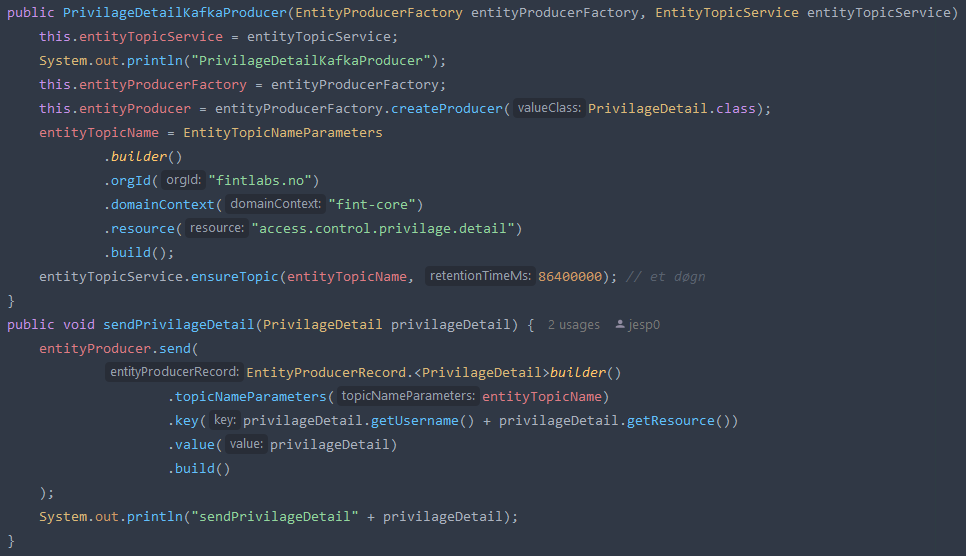 public PrivilageDetailKafkaProducer(EntityProducerFactory entityProducerFactory, EntityTopicService entityTopicService)
    this.entityTopicService = entityTopicService;
    System.out.println("PrivilageDetailKafkaProducer");
    this.entityProducerFactory = entityProducerFactory;
    this.entityProducer = entityProducerFactory.createProducer( valueClass: PrivilageDetail.class);
    entityTopicName = EntityTopicNameParameters
            .builder()
            .orgId( orgId: "fintlabs.no")
            .domainContext( domainContext: "fint-core")
            .resource( resource: "access.control.privilage.detail")
            .build();
    entityTopicService.ensureTopic(entityTopicName, retentionTimeMs: 86400000); // et døgn
}
public void sendPrivilageDetail(PrivilageDetail privilageDetail) { 2 usages jesp0
    entityProducer.send(
            entityProducerRecord: EntityProducerRecord.<PrivilageDetail>builder()
                    .topicNameParameters( topicNameParameters: entityTopicName)
                    .key( key: privilageDetail.getUsername() + privilageDetail.getResource())
                    .value( value: privilageDetail)
                    .build()
    );
    System.out.println("sendPrivilageDetail" + privilageDetail);
}